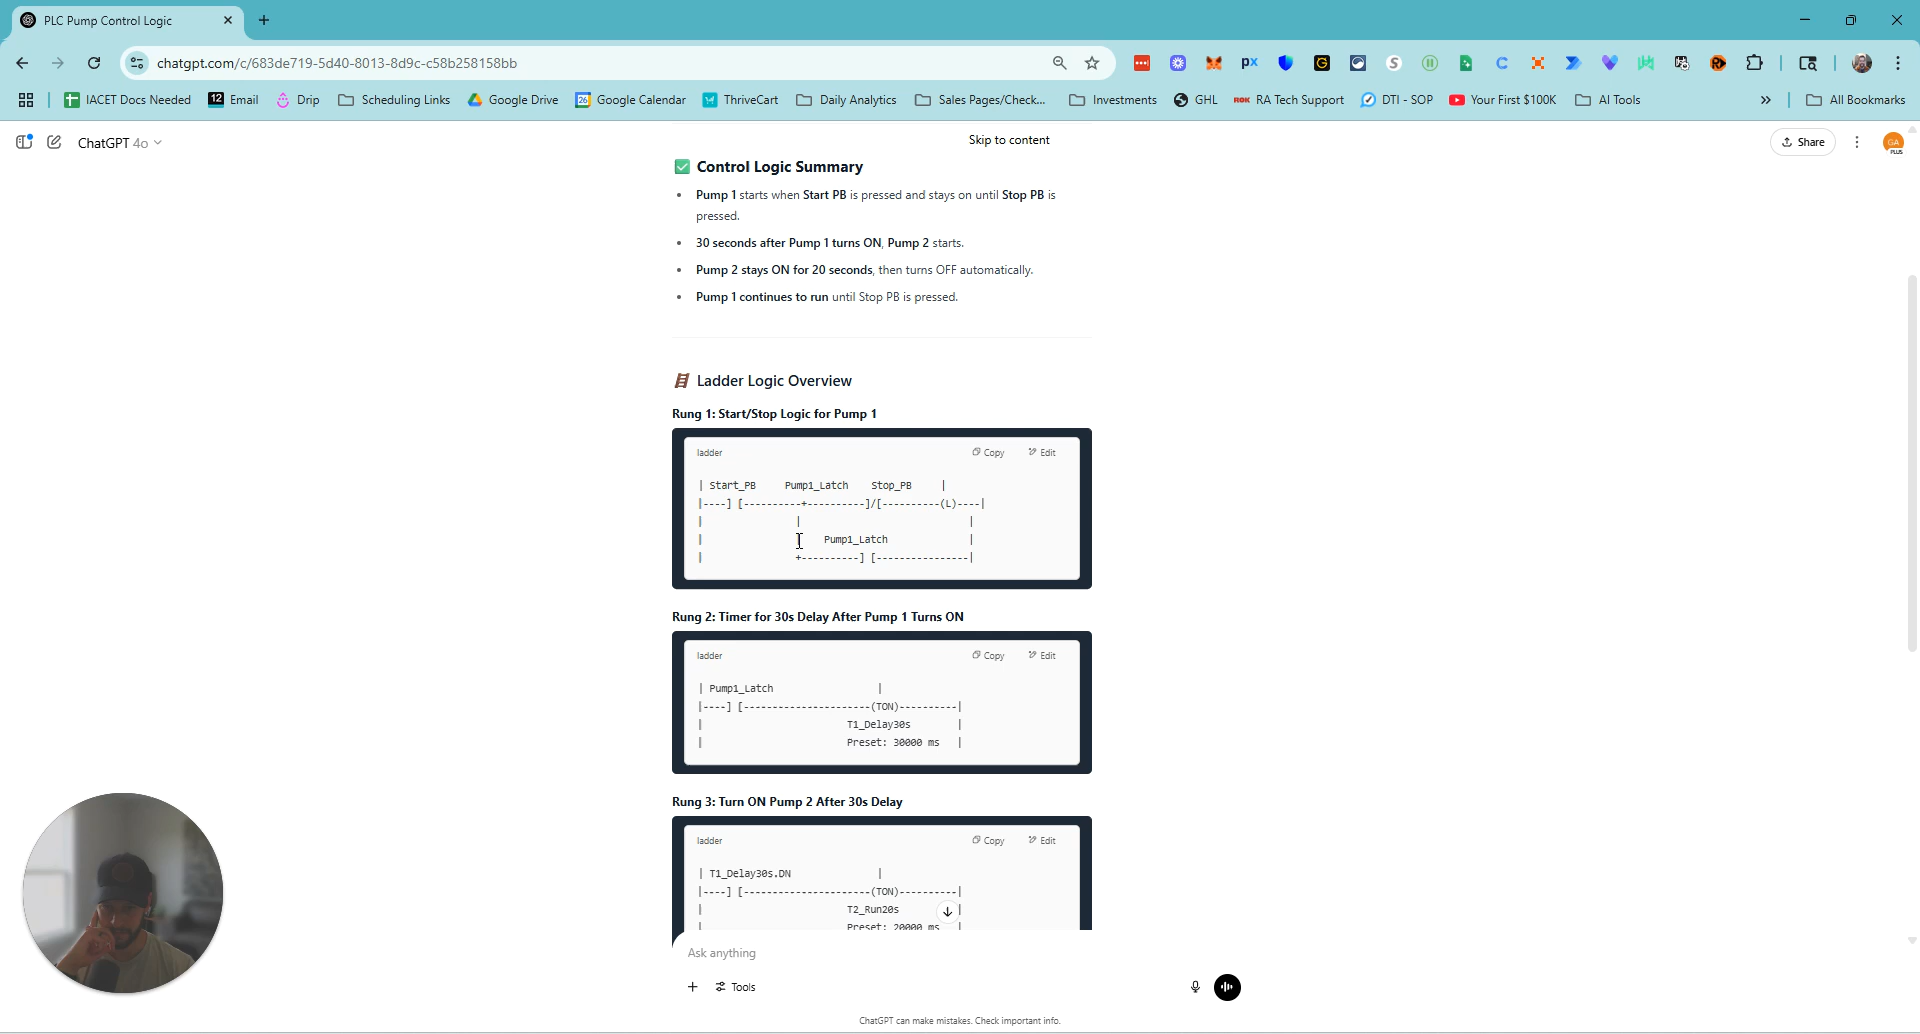 PLC Pump Control Logic
chatgpt.com/c/683de719-5d40-8013-8d9c-c58b258158bb
IACET Docs Needed 12 Email Drip Scheduling Links Google Drive 26 Google Calendar ThriveCart Daily Analytics Sales Pages/Check... Investments GHL RA Tech Support DTI - SOP Your First $100K AI Tools » All Bookmarks
ChatGPT 4o Skip to content Share GA PLUS
✅ Control Logic Summary
• Pump 1 starts when Start PB is pressed and stays on until Stop PB is
pressed.
• 30 seconds after Pump 1 turns ON, Pump 2 starts.
• Pump 2 stays ON for 20 seconds, then turns OFF automatically.
• Pump 1 continues to run until Stop PB is pressed.
Ladder Logic Overview
Rung 1: Start/Stop Logic for Pump 1
ladder Copy Edit
| Start_PB    Pump1_Latch   Stop_PB    |
|----] [----------+----------]/[----------(L)----|
|            |                      |
|            |   Pump1_Latch          |
|            +----------] [----------------|
Rung 2: Timer for 30s Delay After Pump 1 Turns ON
ladder Copy Edit
| Pump1_Latch             |
|----] [----------------------(TON)----------|
|                  T1_Delay30s      |
|                  Preset: 30000 ms  |
Rung 3: Turn ON Pump 2 After 30s Delay
ladder Copy Edit
| T1_Delay30s.DN           |
|----] [----------------------(TON)----------|
|                  T2_Run20s       |
Preset: 20000 ms  |
Ask anything
Tools
ChatGPT can make mistakes. Check important info.